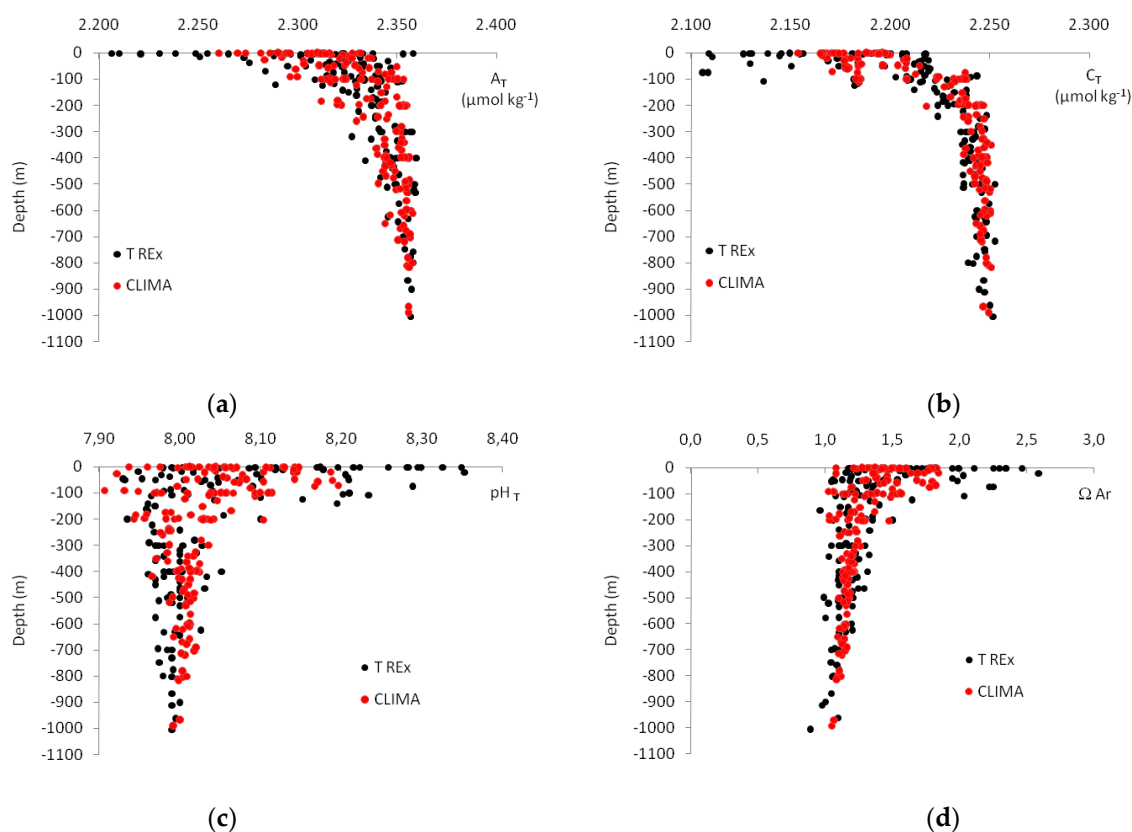 2.200 2.250 2.300 2.350 2.400
0
-100
-200
-300
-400
-500
-600
-700
-800
-900
-1000
-1100
Depth (m)
A_T
(µmol kg⁻¹)
T REx
CLIMA
(a)
2.100 2.150 2.200 2.250 2.300
0
-100
-200
-300
-400
-500
-600
-700
-800
-900
-1000
-1100
Depth (m)
C_T
(µmol kg⁻¹)
T REx
CLIMA
(b)
7,90 8,00 8,10 8,20 8,30 8,40
0
-100
-200
-300
-400
-500
-600
-700
-800
-900
-1000
-1100
Depth (m)
pH_T
T REx
CLIMA
(c)
0,0 0,5 1,0 1,5 2,0 2,5 3,0
0
-100
-200
-300
-400
-500
-600
-700
-800
-900
-1000
-1100
Depth (m)
Ω Ar
T REx
CLIMA
(d)